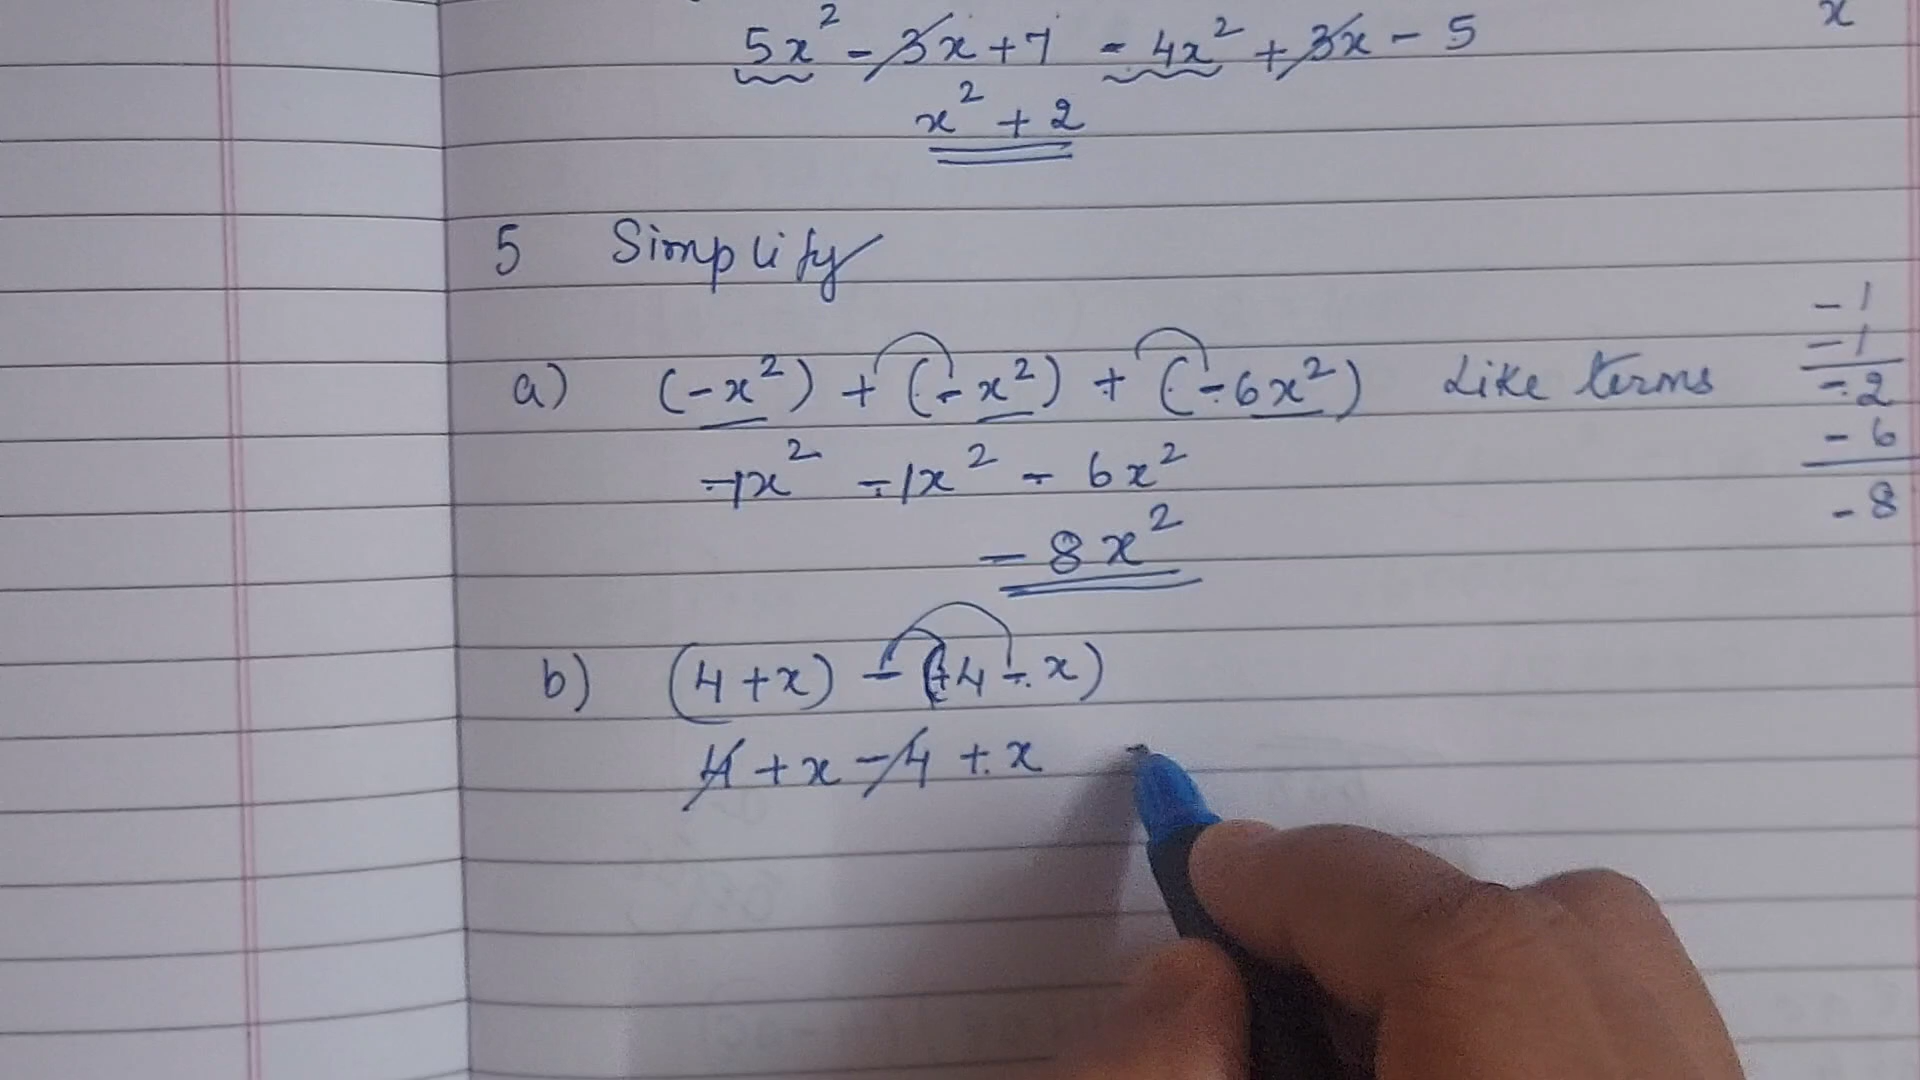 x
5x² - 3x + 7 - 4x² + 3x - 5
x² + 2
5 Simplify
a) (-x²) + (-x²) + (-6x²) Like terms
-1x² - 1x² - 6x²
-8x²
-1
-1
-2
-6
-8
b) (4 + x) - (+4 - x)
4 + x - 4 + x